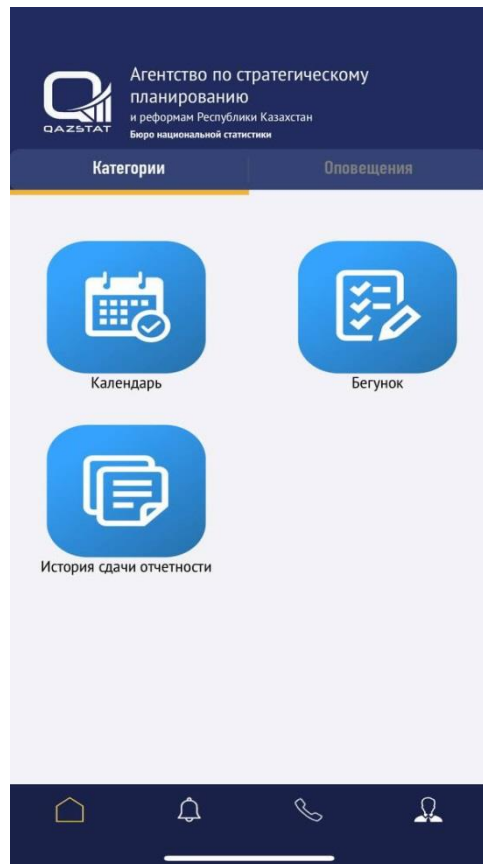 QAZSTAT
Агентство по стратегическому
планированию
и реформам Республики Казахстан
Бюро национальной статистики
Категории
Оповещения
Календарь
Бегунок
История сдачи отчетности